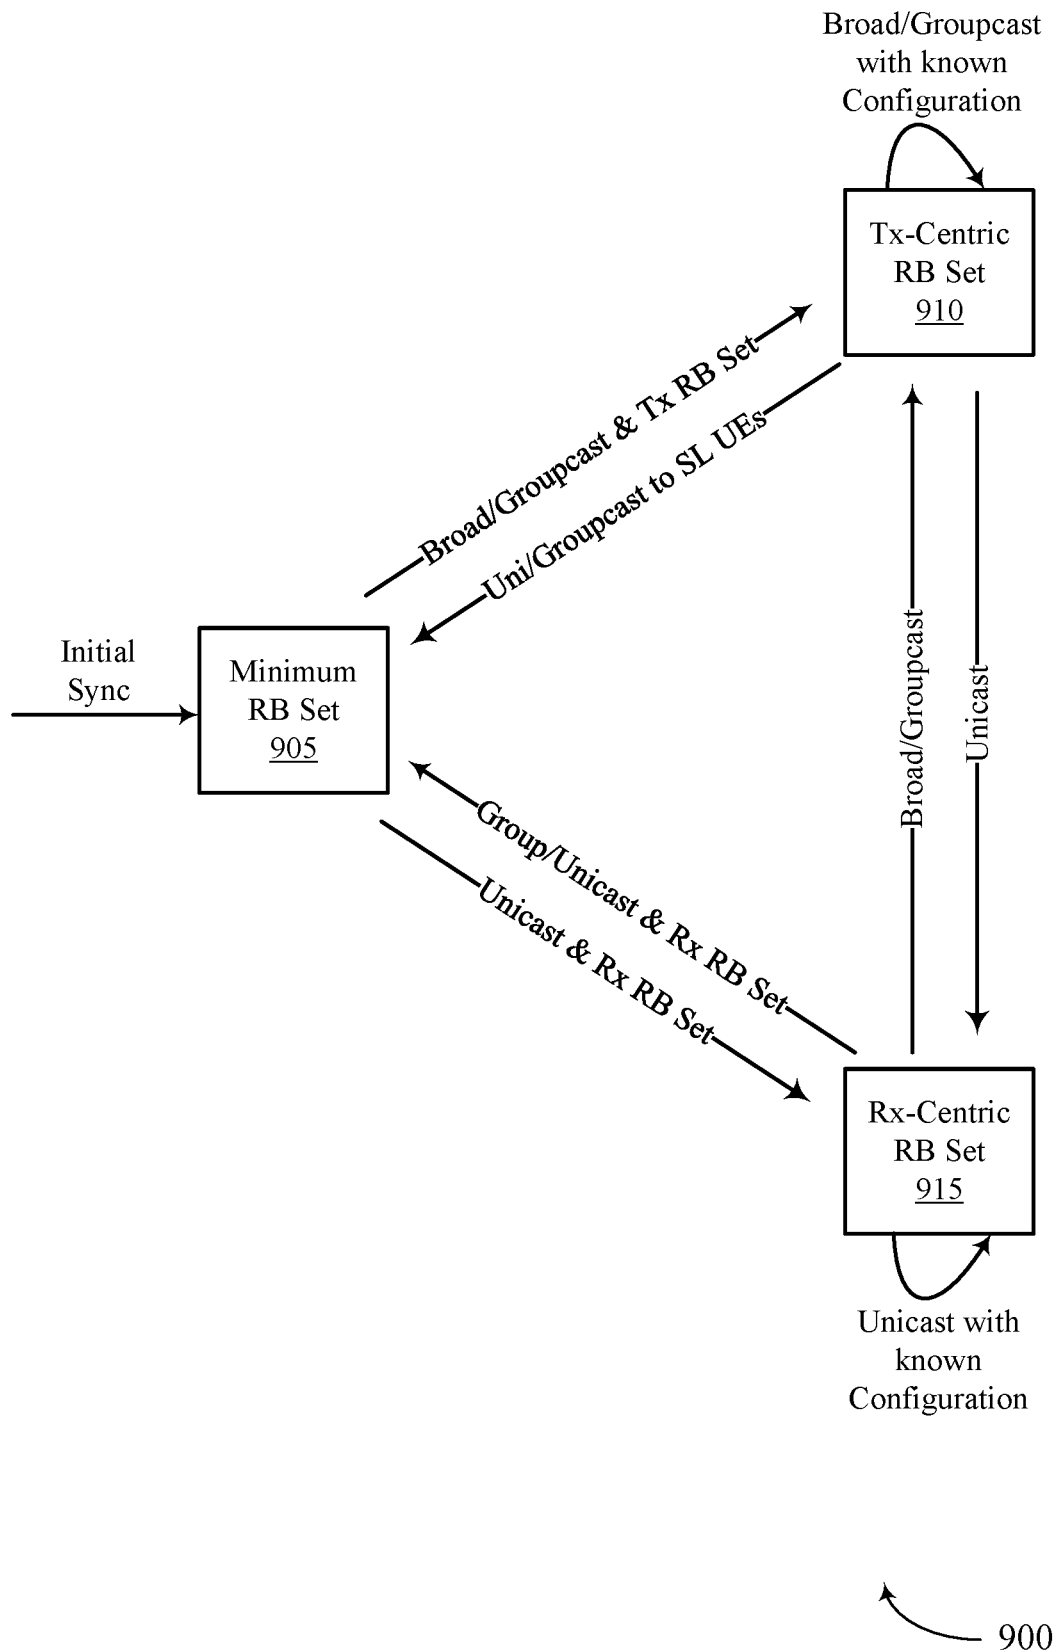 Broad/Groupcast
with known
Configuration
Tx-Centric
RB Set
910
Broad/Groupcast & Tx RB Set
Uni/Groupcast to SL UEs
Initial
Sync
Minimum
RB Set
905
Broad/Groupcast
Unicast
Group/Unicast & Rx RB Set
Unicast & Rx RB Set
Rx-Centric
RB Set
915
Unicast with
known
Configuration
900